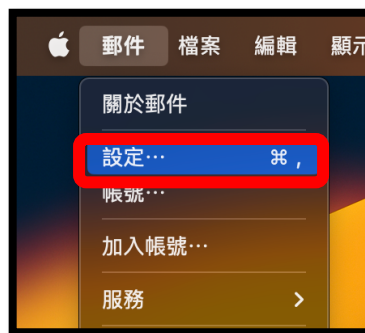 郵件 檔案 編輯 顯示
關於郵件
設定⋯ ⌘ ,
帳號⋯
加入帳號⋯
服務 >